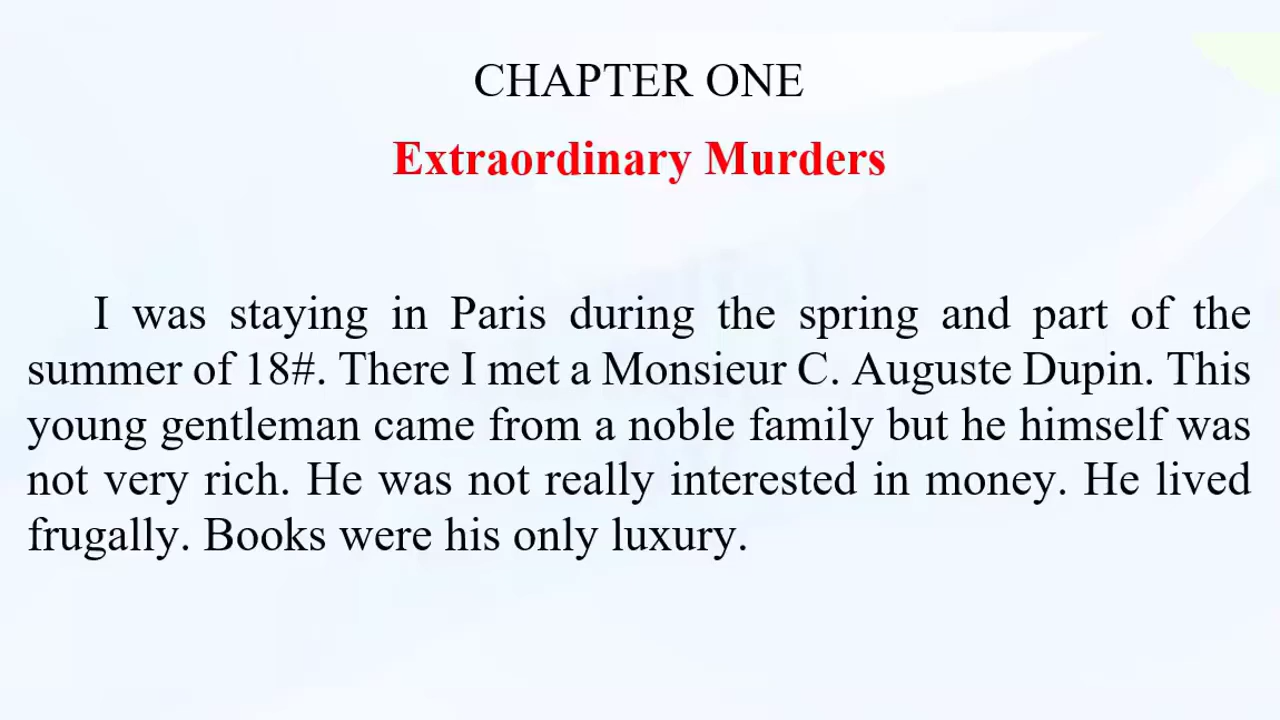 CHAPTER ONE
Extraordinary Murders
I was staying in Paris during the spring and part of the
summer of 18#. There I met a Monsieur C. Auguste Dupin. This
young gentleman came from a noble family but he himself was
not very rich. He was not really interested in money. He lived
frugally. Books were his only luxury.